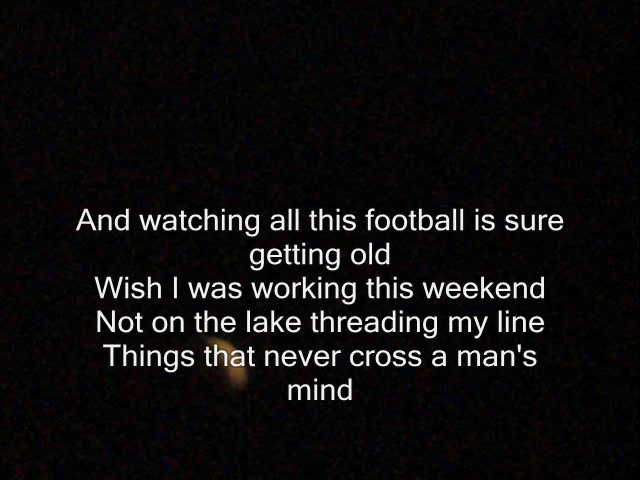 And watching all this football is sure
getting old
Wish I was working this weekend
Not on the lake threading my line
Things that never cross a man's
mind